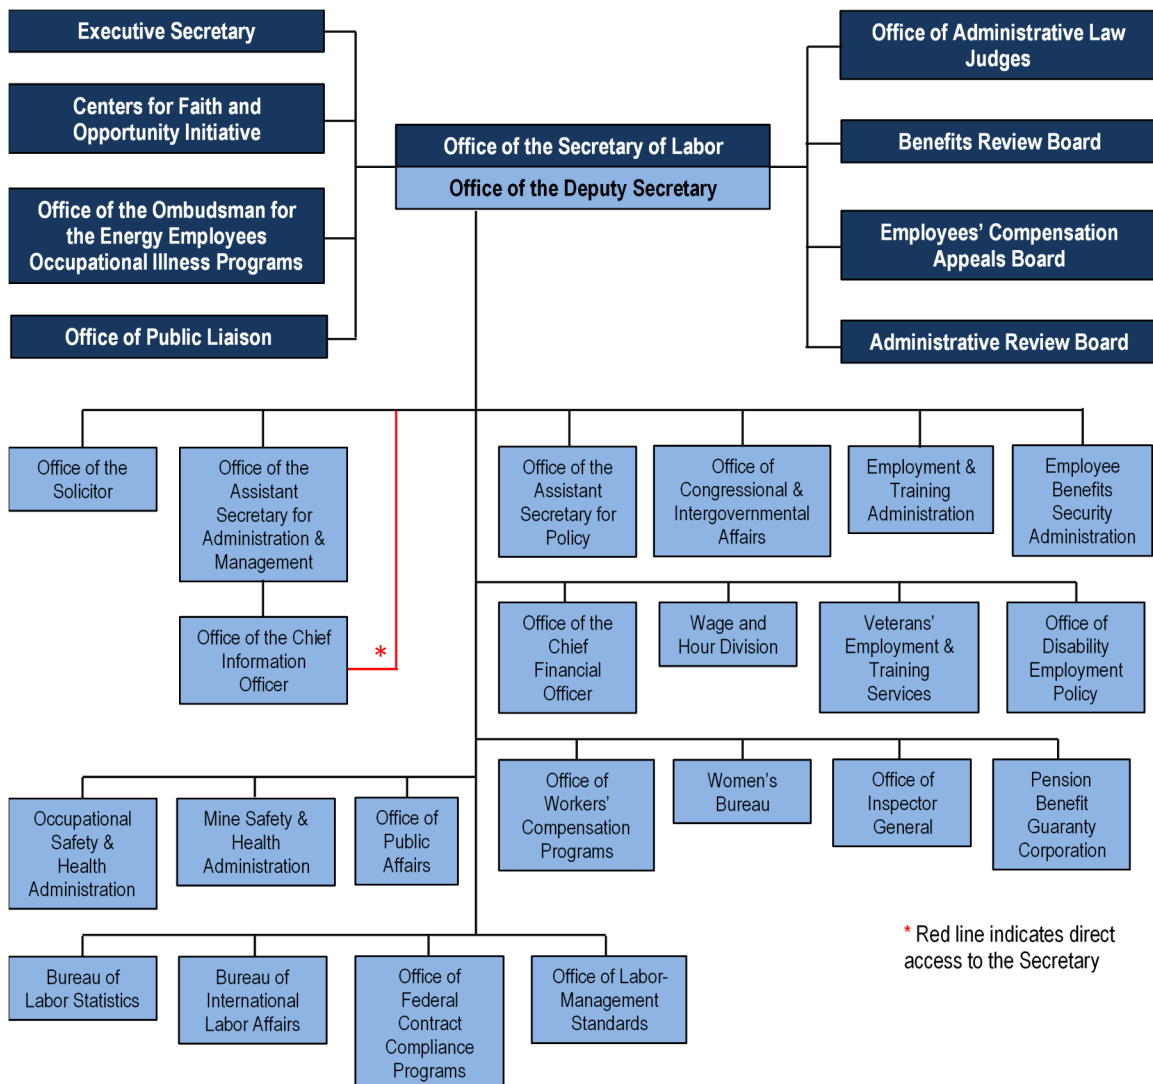 Executive Secretary
Centers for Faith and
Opportunity Initiative
Office of the Ombudsman for
the Energy Employees
Occupational Illness Programs
Office of Public Liaison
Office of the Secretary of Labor
Office of the Deputy Secretary
Office of Administrative Law
Judges
Benefits Review Board
Employees’ Compensation
Appeals Board
Administrative Review Board
Office of the
Solicitor
Office of the
Assistant
Secretary for
Administration &
Management
Office of the
Assistant
Secretary for
Policy
Office of
Congressional &
Intergovernmental
Affairs
Employment &
Training
Administration
Employee
Benefits
Security
Administration
Office of the Chief
Information
Officer
*
Office of the
Chief
Financial
Officer
Wage and
Hour Division
Veterans’
Employment &
Training
Services
Office of
Disability
Employment
Policy
Occupational
Safety &
Health
Administration
Mine Safety &
Health
Administration
Office of
Public
Affairs
Office of
Workers’
Compensation
Programs
Women’s
Bureau
Office of
Inspector
General
Pension
Benefit
Guaranty
Corporation
Bureau of
Labor Statistics
Bureau of
International
Labor Affairs
Office of
Federal
Contract
Compliance
Programs
Office of Labor-
Management
Standards
* Red line indicates direct
access to the Secretary